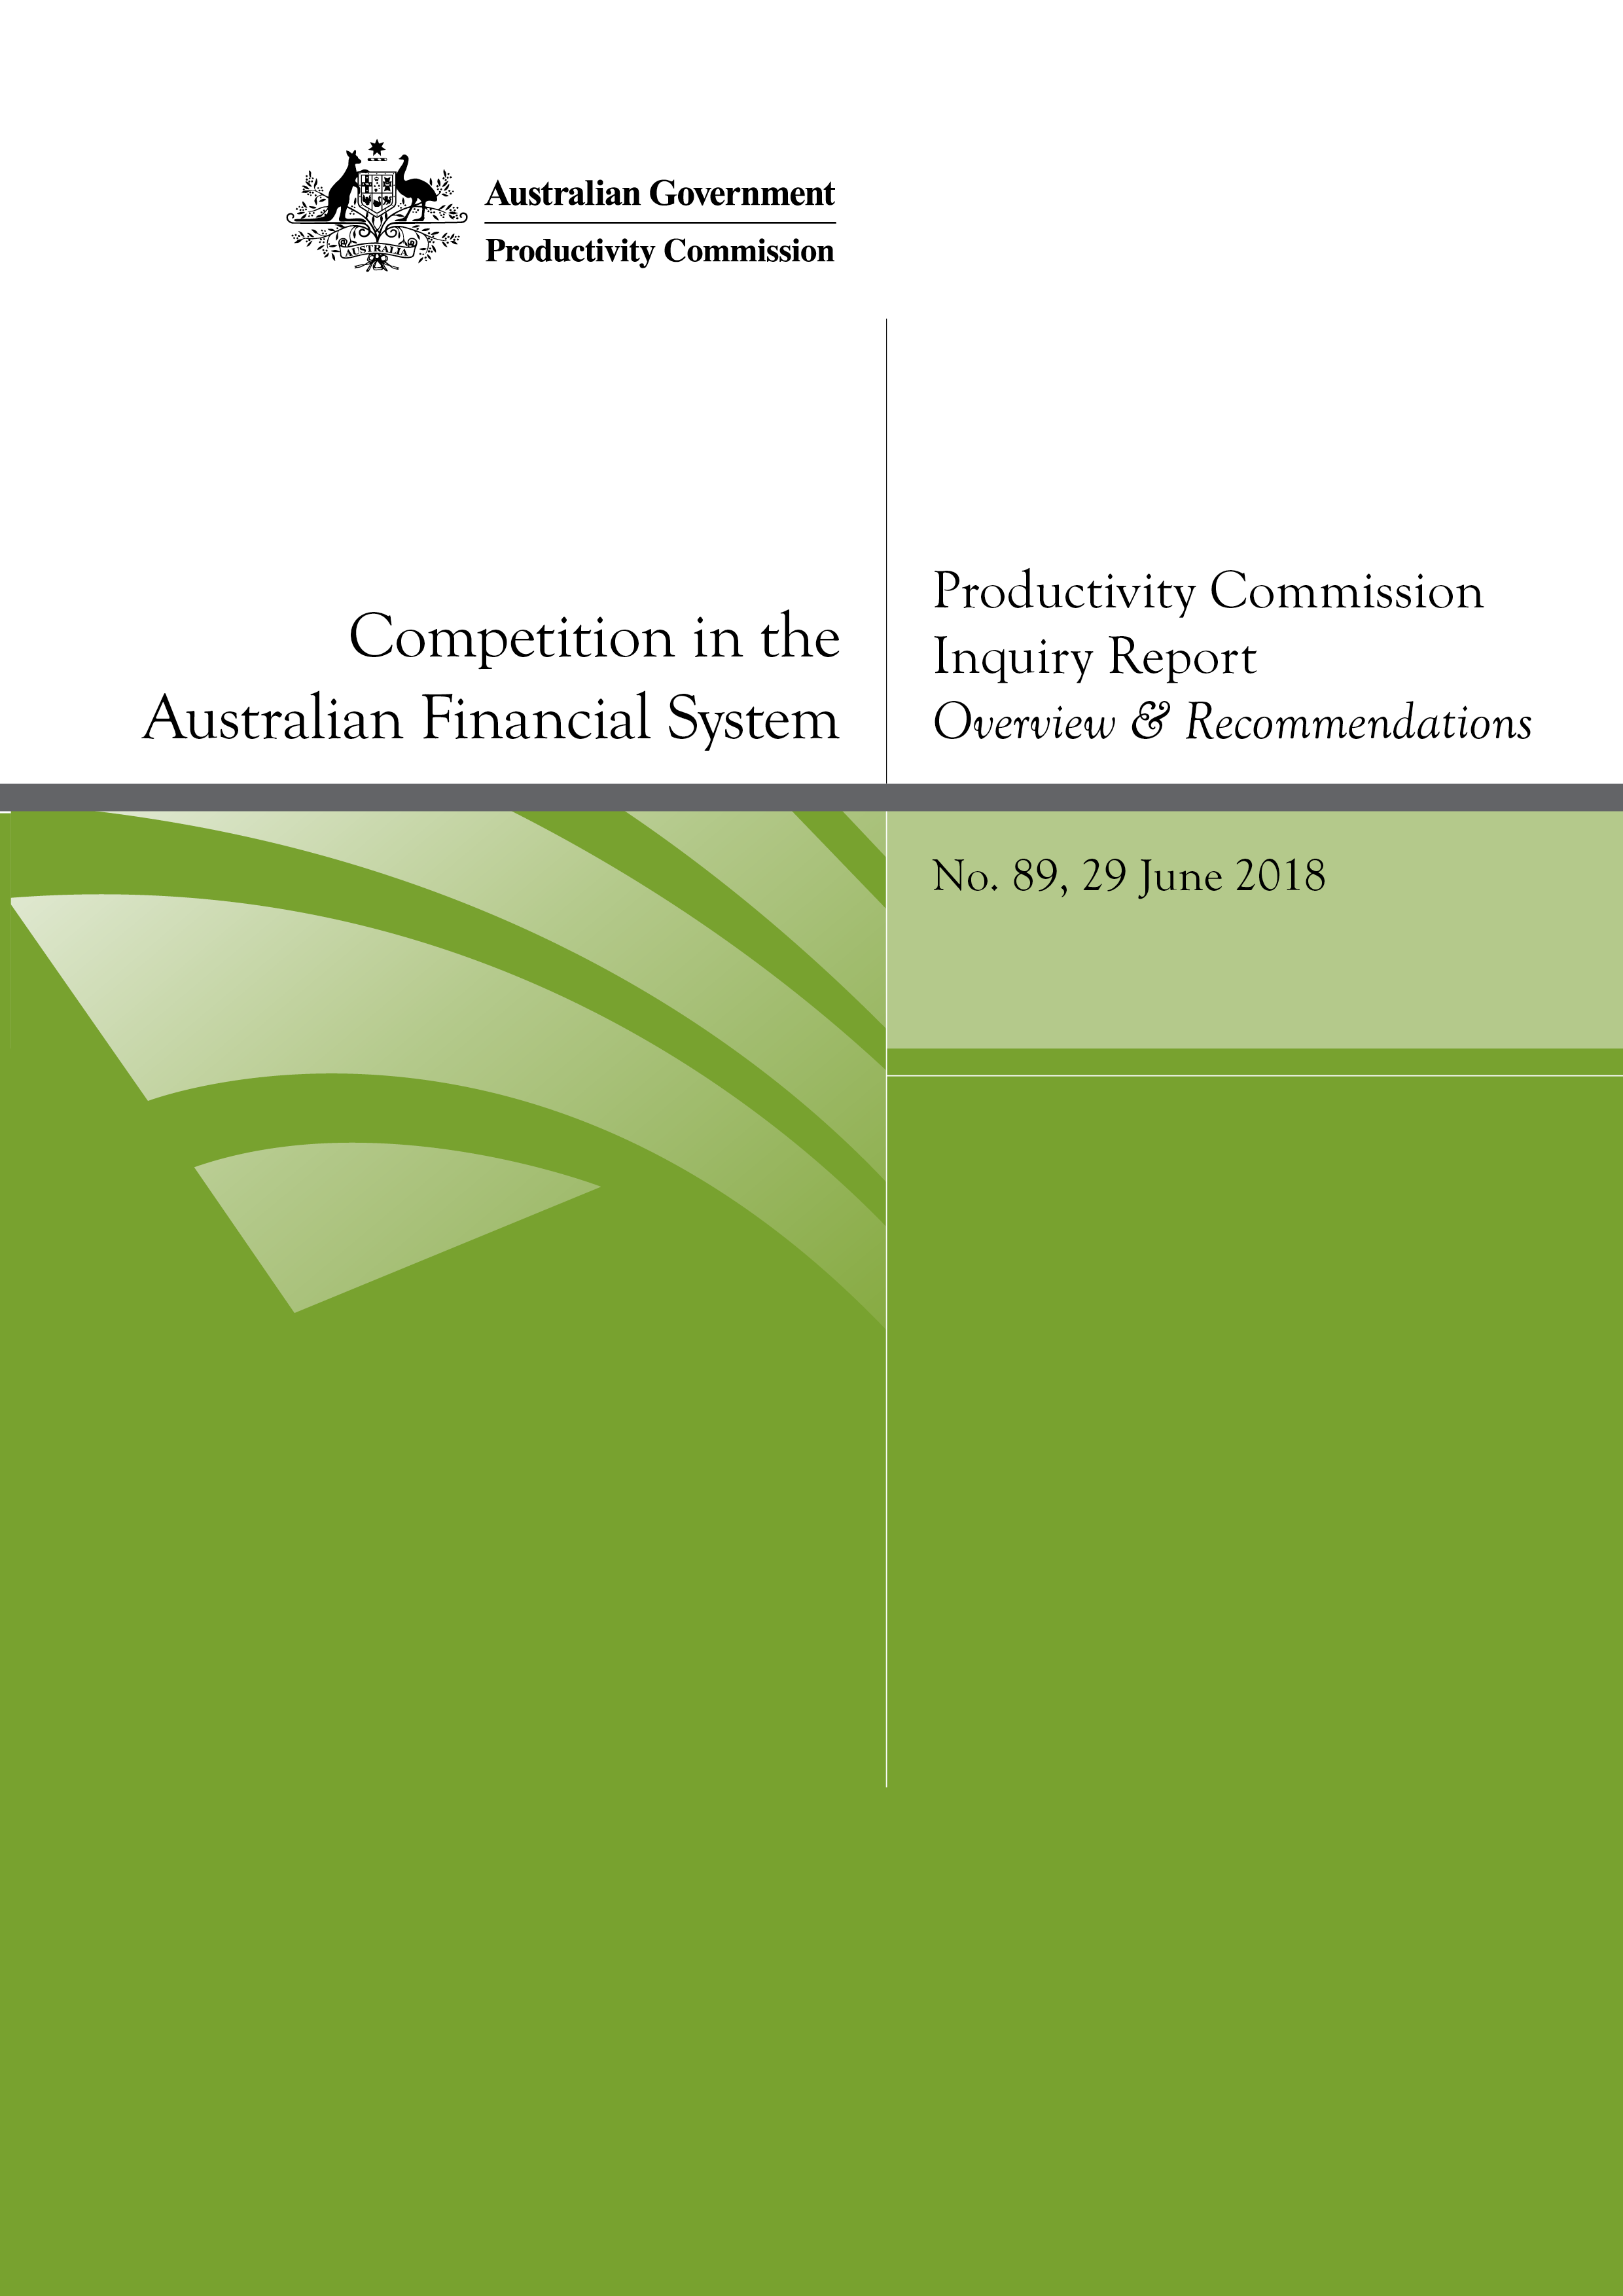 AUSTRALIA
Australian Government
Productivity Commission
Competition in the
Australian Financial System
Productivity Commission
Inquiry Report
Overview & Recommendations
No. 89, 29 June 2018